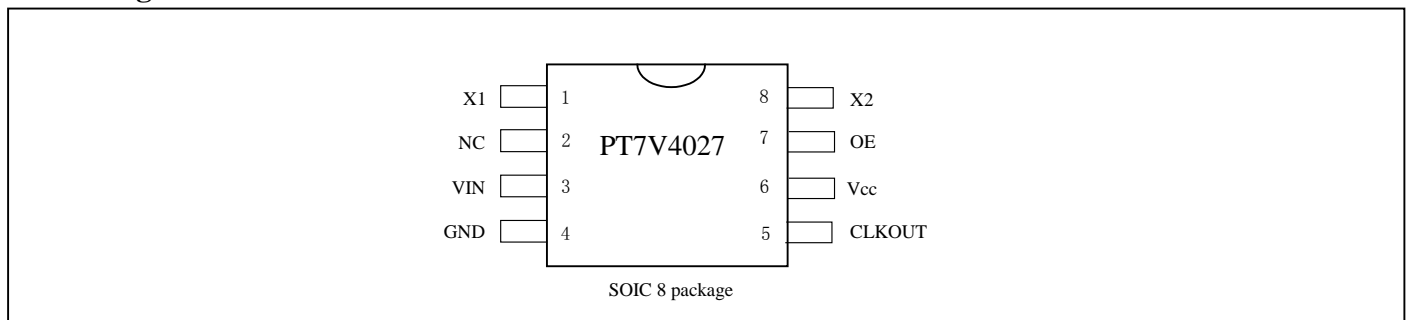 X1 1 8 X2
NC 2 PT7V4027 7 OE
VIN 3 6 Vcc
GND 4 5 CLKOUT
SOIC 8 package